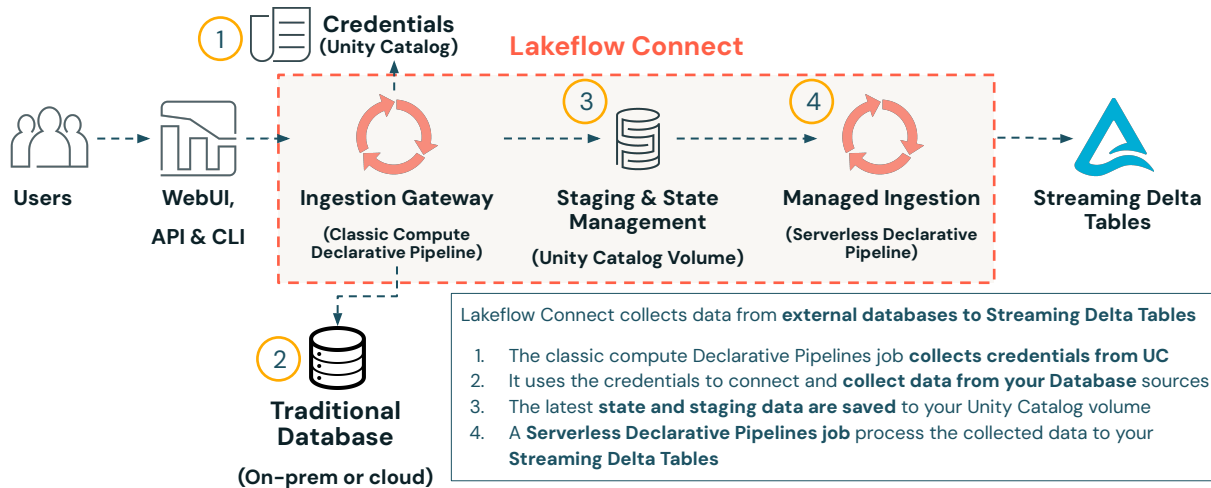 1
Credentials
(Unity Catalog)
Lakeflow Connect
3
4
Users
WebUI,
API & CLI
Ingestion Gateway
(Classic Compute
Declarative Pipeline)
Staging & State
Management
(Unity Catalog Volume)
Managed Ingestion
(Serverless Declarative
Pipeline)
Streaming Delta
Tables
2
Traditional
Database
(On-prem or cloud)
Lakeflow Connect collects data from external databases to Streaming Delta Tables
1. The classic compute Declarative Pipelines job collects credentials from UC
2. It uses the credentials to connect and collect data from your Database sources
3. The latest state and staging data are saved to your Unity Catalog volume
4. A Serverless Declarative Pipelines job process the collected data to your
Streaming Delta Tables